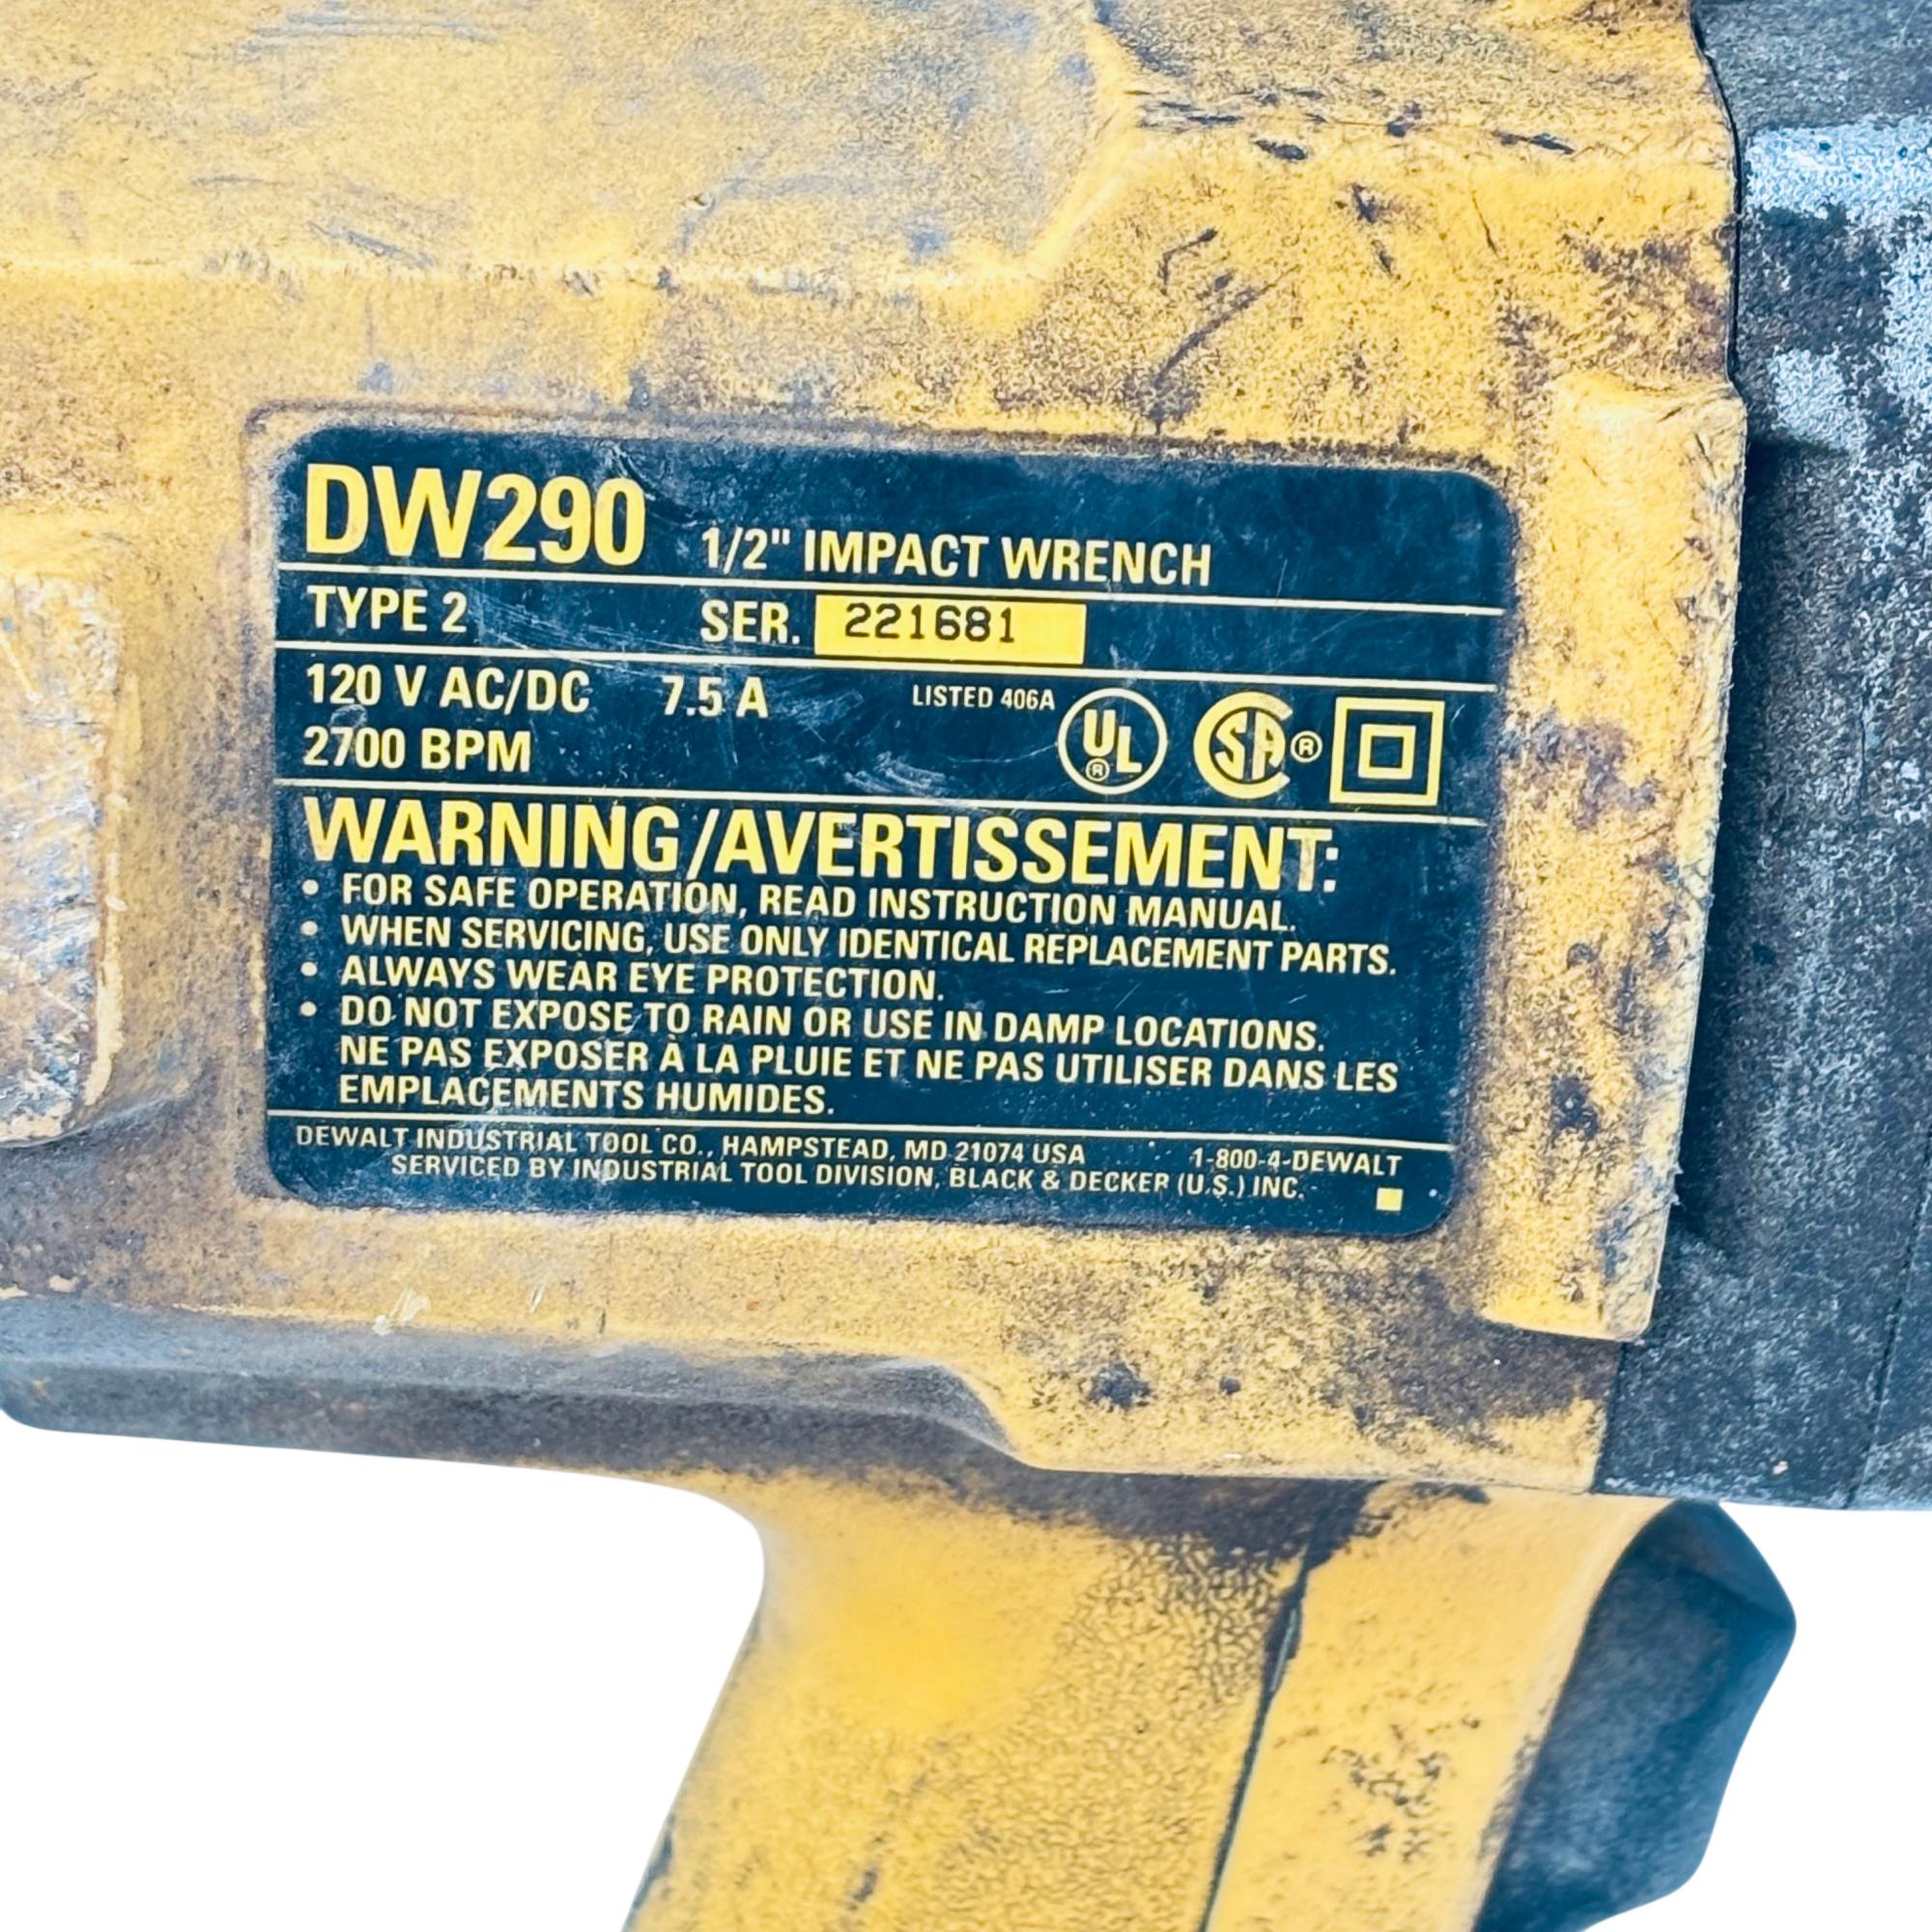 DW290 1/2" IMPACT WRENCH
TYPE 2 SER. 221681
120 V AC/DC 7.5 A LISTED 406A UL® CSA®
2700 BPM
WARNING/AVERTISSEMENT:
• FOR SAFE OPERATION, READ INSTRUCTION MANUAL.
• WHEN SERVICING, USE ONLY IDENTICAL REPLACEMENT PARTS.
• ALWAYS WEAR EYE PROTECTION.
• DO NOT EXPOSE TO RAIN OR USE IN DAMP LOCATIONS.
NE PAS EXPOSER À LA PLUIE ET NE PAS UTILISER DANS LES
EMPLACEMENTS HUMIDES.
DEWALT INDUSTRIAL TOOL CO., HAMPSTEAD, MD 21074 USA 1-800-4-DEWALT
SERVICED BY INDUSTRIAL TOOL DIVISION, BLACK & DECKER (U.S.) INC.